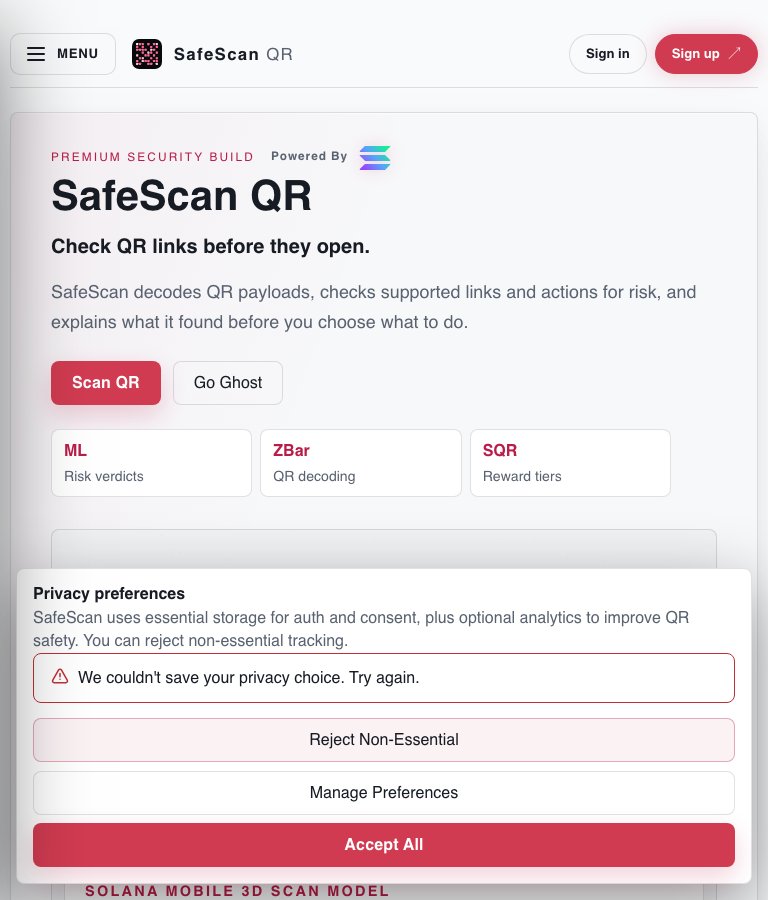 MENU
SafeScan QR
Sign in
Sign up
PREMIUM SECURITY BUILD
Powered By
SafeScan QR
Check QR links before they open.
SafeScan decodes QR payloads, checks supported links and actions for risk, and
explains what it found before you choose what to do.
Scan QR
Go Ghost
ML
Risk verdicts
ZBar
QR decoding
SQR
Reward tiers
Privacy preferences
SafeScan uses essential storage for auth and consent, plus optional analytics to improve QR
safety. You can reject non-essential tracking.
We couldn't save your privacy choice. Try again.
Reject Non-Essential
Manage Preferences
Accept All
SOLANA MOBILE 3D SCAN MODEL